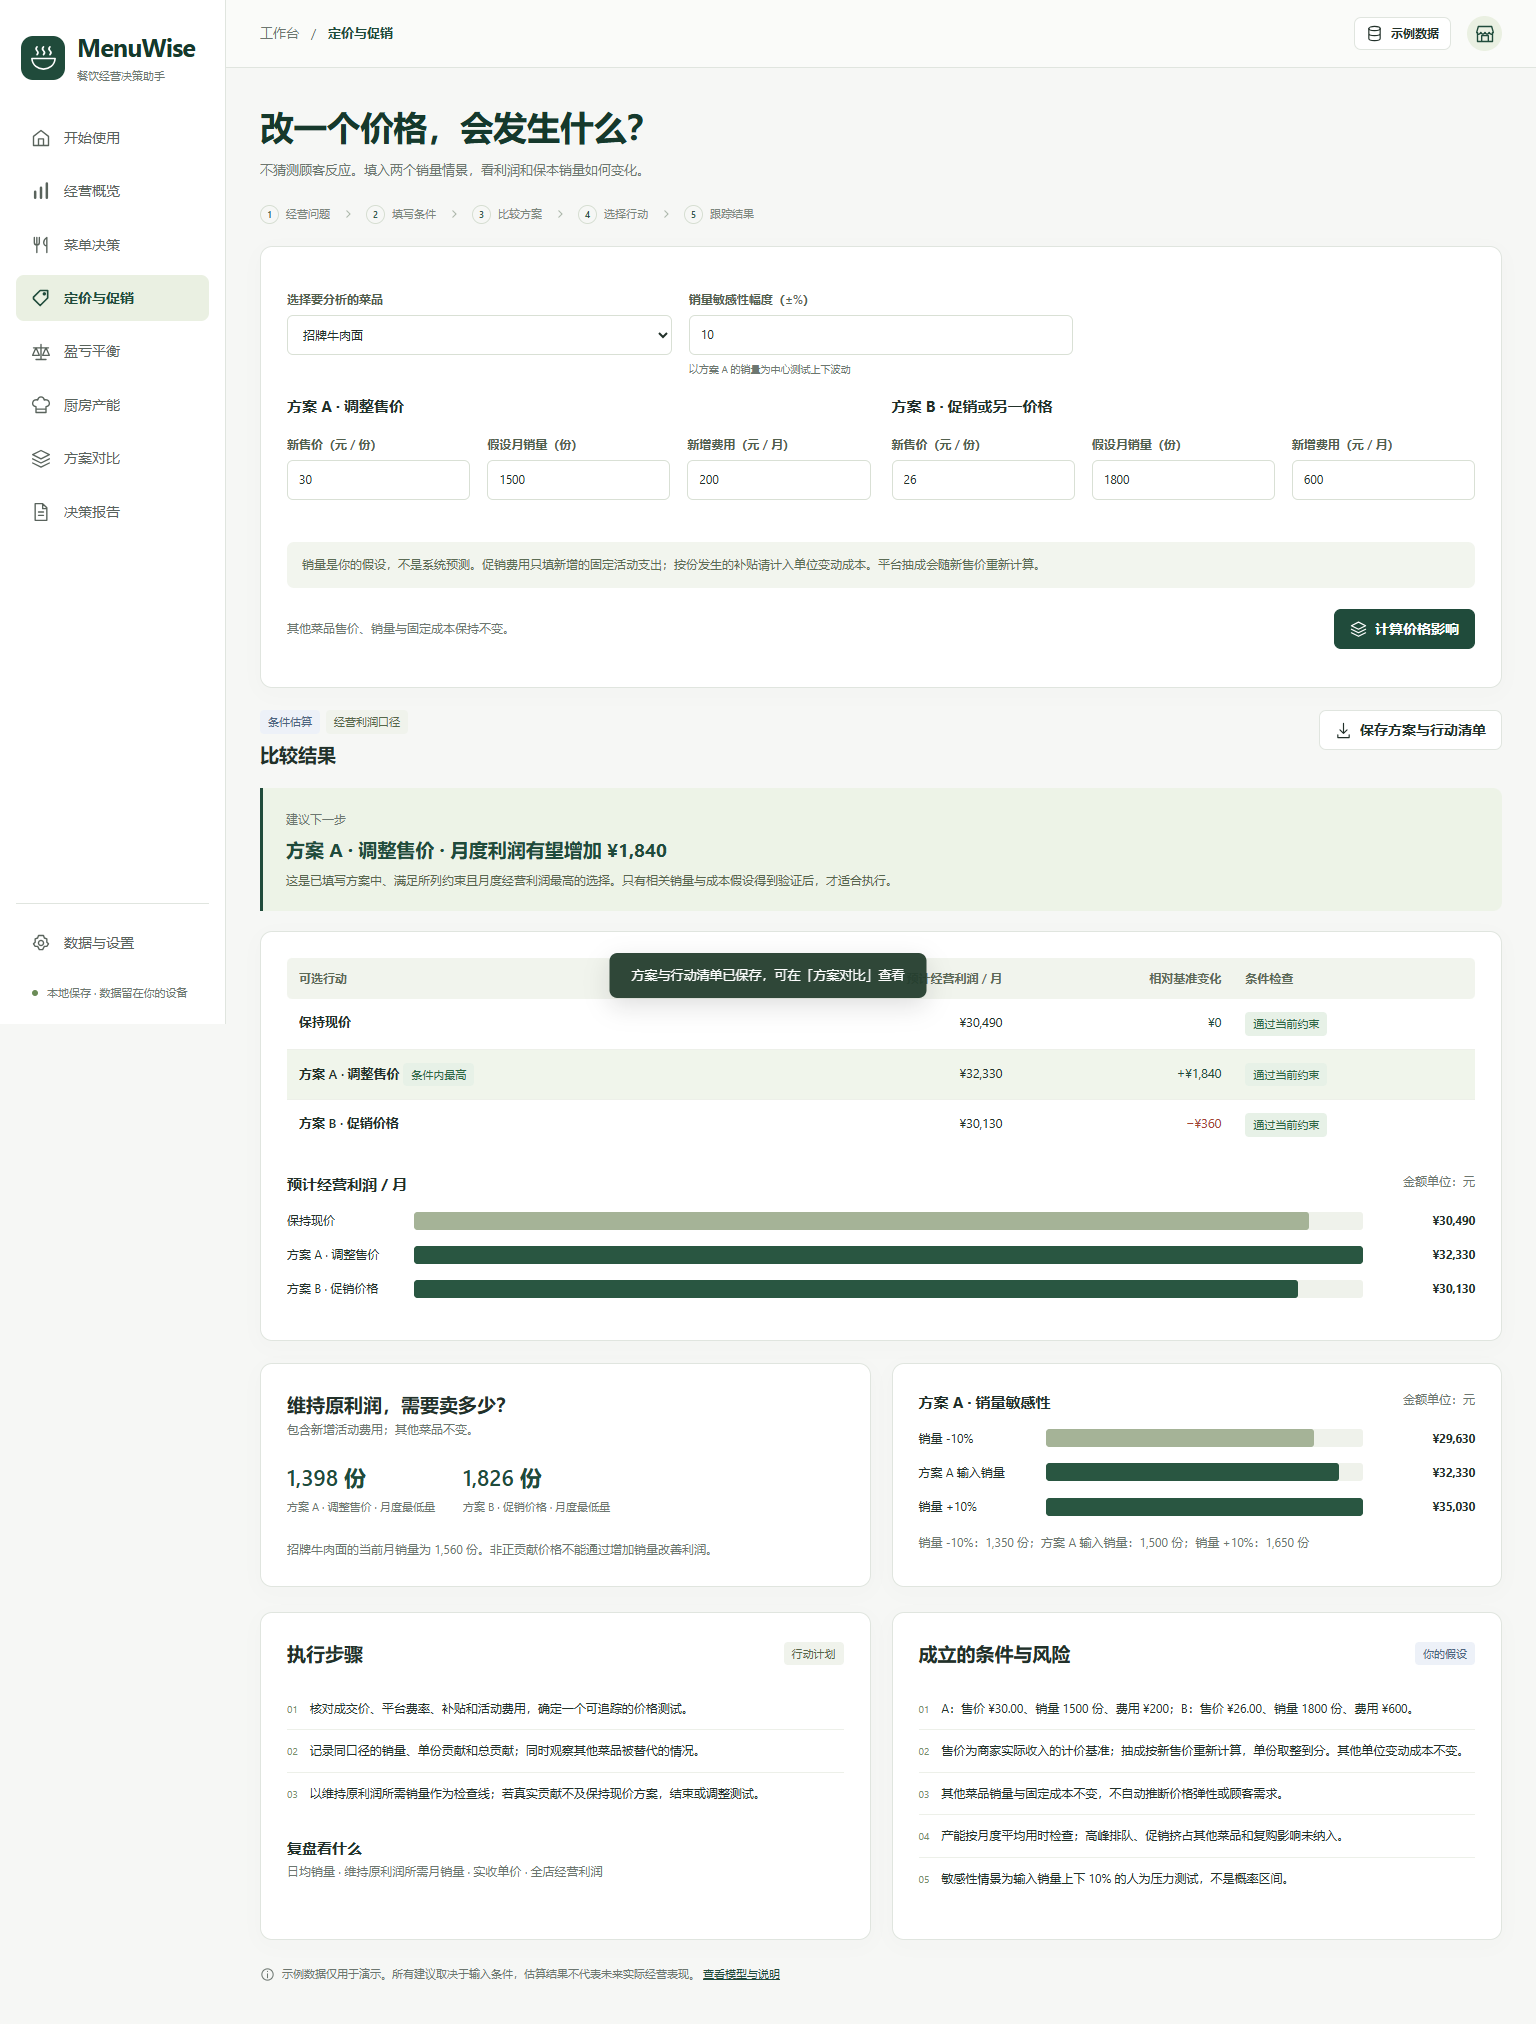 MenuWise
餐饮经营决策助手
开始使用
经营概览
菜单决策
定价与促销
盈亏平衡
厨房产能
方案对比
决策报告
数据与设置
本地保存 · 数据留在你的设备
工作台 / 定价与促销
示例数据
改一个价格，会发生什么？
不猜测顾客反应。填入两个销量情景，看利润和保本销量如何变化。
1 经营问题 2 填写条件 3 比较方案 4 选择行动 5 跟踪结果
选择要分析的菜品
招牌牛肉面
销量敏感性幅度（±%）
10
以方案 A 的销量为中心测试上下波动
方案 A · 调整售价
新售价（元 / 份） 假设月销量（份） 新增费用（元 / 月）
30 1500 200
方案 B · 促销或另一价格
新售价（元 / 份） 假设月销量（份） 新增费用（元 / 月）
26 1800 600
销量是你的假设，不是系统预测。促销费用只填新增的固定活动支出；按份发生的补贴请计入单位变动成本。平台抽成会随新售价重新计算。
其他菜品售价、销量与固定成本保持不变。
计算价格影响
条件估算 经营利润口径
比较结果
保存方案与行动清单
建议下一步
方案 A · 调整售价 · 月度利润有望增加 ¥1,840
这是已填写方案中、满足所列约束且月度经营利润最高的选择。只有相关销量与成本假设得到验证后，才适合执行。
方案与行动清单已保存，可在「方案对比」查看
可选行动 经营利润 / 月 相对基准变化 条件检查
保持现价 ¥30,490 ¥0 通过当前约束
方案 A · 调整售价 条件内最高 ¥32,330 +¥1,840 通过当前约束
方案 B · 促销价格 ¥30,130 −¥360 通过当前约束
预计经营利润 / 月 金额单位：元
保持现价 ¥30,490
方案 A · 调整售价 ¥32,330
方案 B · 促销价格 ¥30,130
维持原利润，需要卖多少？
包含新增活动费用；其他菜品不变。
1,398 份 1,826 份
方案 A · 调整售价 · 月度最低量 方案 B · 促销价格 · 月度最低量
招牌牛肉面的当前月销量为 1,560 份。非正贡献价格不能通过增加销量改善利润。
方案 A · 销量敏感性 金额单位：元
销量 -10% ¥29,630
方案 A 输入销量 ¥32,330
销量 +10% ¥35,030
销量 -10%：1,350 份；方案 A 输入销量：1,500 份；销量 +10%：1,650 份
执行步骤 行动计划
01 核对成交价、平台费率、补贴和活动费用，确定一个可追踪的价格测试。
02 记录同口径的销量、单份贡献和总贡献；同时观察其他菜品被替代的情况。
03 以维持原利润所需销量作为检查线；若真实贡献不及保持现价方案，结束或调整测试。
复盘看什么
日均销量 · 维持原利润所需月销量 · 实收单价 · 全店经营利润
成立的条件与风险 你的假设
01 A：售价 ¥30.00、销量 1500 份、费用 ¥200；B：售价 ¥26.00、销量 1800 份、费用 ¥600。
02 售价为商家实际收入的计价基准；抽成按新售价重新计算，单份取整到分。其他单位变动成本不变。
03 其他菜品销量与固定成本不变，不自动推断价格弹性或顾客需求。
04 产能按月度平均用时检查；高峰排队、促销挤占其他菜品和复购影响未纳入。
05 敏感性情景为输入销量上下 10% 的人为压力测试，不是概率区间。
示例数据仅用于演示。所有建议取决于输入条件，估算结果不代表未来实际经营表现。 查看模型与说明